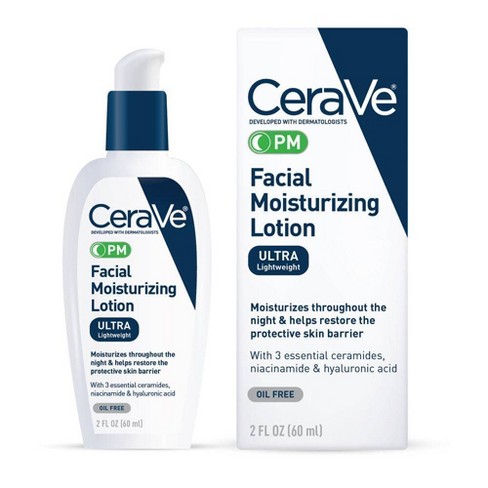 CeraVe®
DEVELOPED WITH DERMATOLOGISTS
PM
Facial
Moisturizing
Lotion
ULTRA
Lightweight
Moisturizes throughout the
night & helps restore the
protective skin barrier
With 3 essential ceramides,
niacinamide & hyaluronic acid
OIL FREE
2 FL OZ (60 ml)
CeraVe®
DEVELOPED WITH DERMATOLOGISTS
PM
Facial
Moisturizing
Lotion
ULTRA
Lightweight
Moisturizes throughout the
night & helps restore the
protective skin barrier
With 3 essential ceramides,
niacinamide & hyaluronic acid
OIL FREE
2 FL OZ (60 ml)